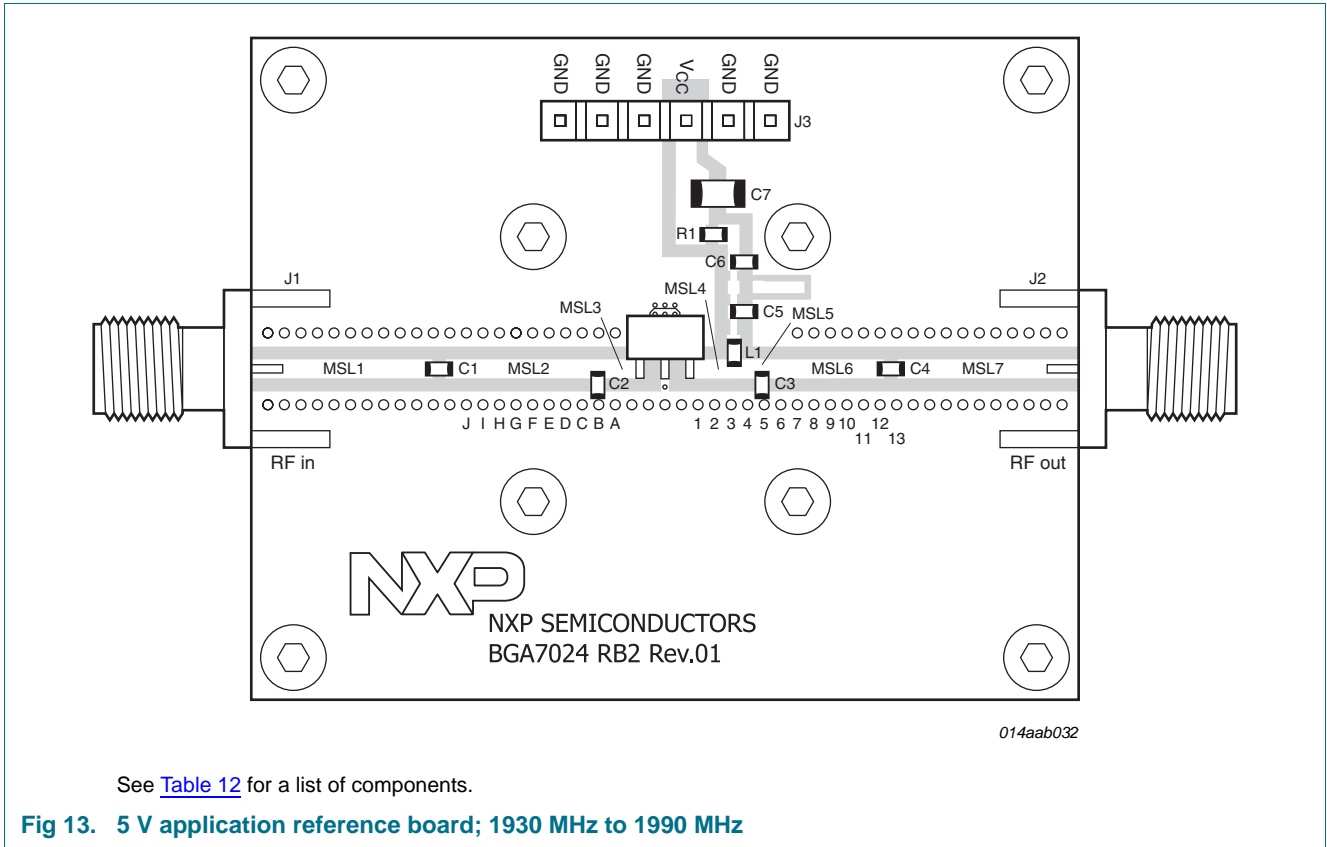 GND GND GND VCC GND GND
J3
C7
R1
C6
J1
J2
MSL4
MSL3
C5
MSL5
L1
MSL1
C1
MSL2
MSL6
C4
MSL7
C2
C3
J I H G F E D C B A
1 2 3 4 5 6 7 8 9 10
12
11
13
RF in
RF out
NXP
NXP SEMICONDUCTORS
BGA7024 RB2 Rev.01
014aab032
See Table 12 for a list of components.
Fig 13. 5 V application reference board; 1930 MHz to 1990 MHz